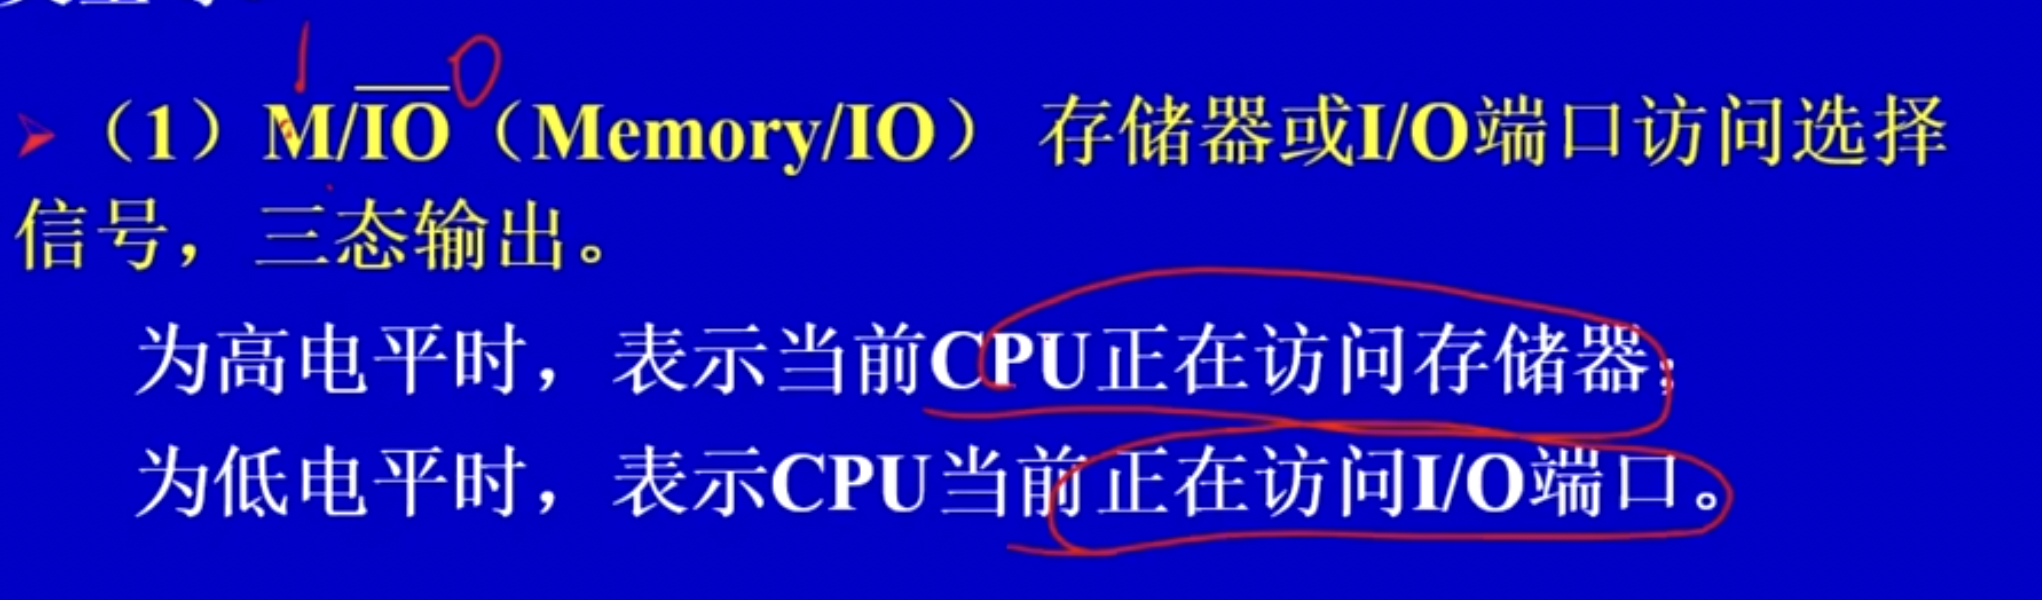 1 0
（1）M/I̅O̅（Memory/IO） 存储器或I/O端口访问选择
信号，三态输出。
为高电平时，表示当前CPU正在访问存储器；
为低电平时，表示CPU当前正在访问I/O端口。